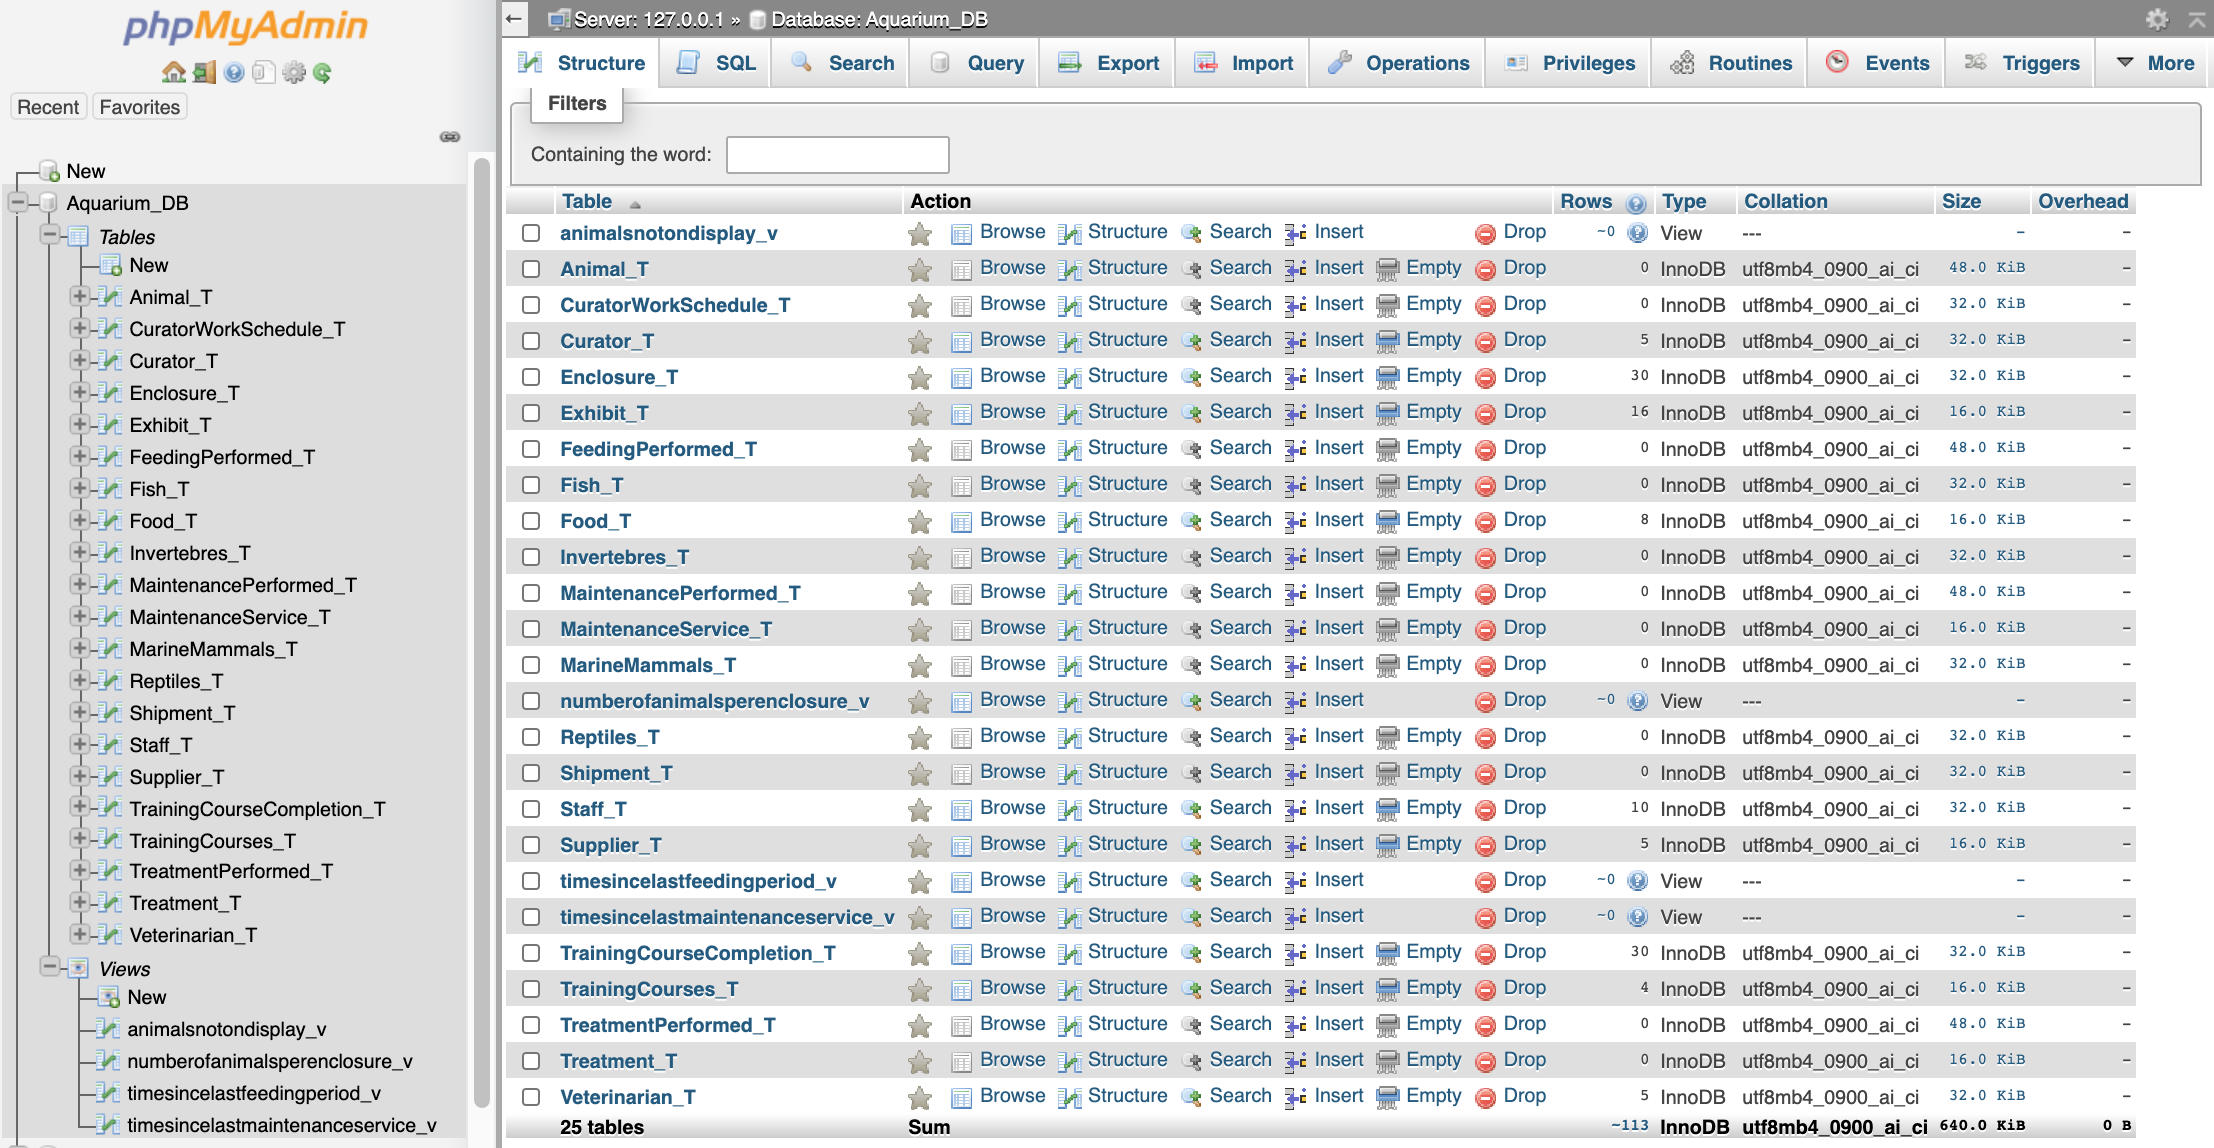 phpMyAdmin
Recent Favorites
New
Aquarium_DB
Tables
New
Animal_T
CuratorWorkSchedule_T
Curator_T
Enclosure_T
Exhibit_T
FeedingPerformed_T
Fish_T
Food_T
Invertebres_T
MaintenancePerformed_T
MaintenanceService_T
MarineMammals_T
Reptiles_T
Shipment_T
Staff_T
Supplier_T
TrainingCourseCompletion_T
TrainingCourses_T
TreatmentPerformed_T
Treatment_T
Veterinarian_T
Views
New
animalsnotondisplay_v
numberofanimalsperenclosure_v
timesincelastfeedingperiod_v
timesincelastmaintenanceservice_v
Server: 127.0.0.1 » Database: Aquarium_DB
Structure SQL Search Query Export Import Operations Privileges Routines Events Triggers More
Filters
Containing the word:
Table Action Rows Type Collation Size Overhead
animalsnotondisplay_v Browse Structure Search Insert Drop ~0 View --- - -
Animal_T Browse Structure Search Insert Empty Drop 0 InnoDB utf8mb4_0900_ai_ci 48.0 KiB -
CuratorWorkSchedule_T Browse Structure Search Insert Empty Drop 0 InnoDB utf8mb4_0900_ai_ci 32.0 KiB -
Curator_T Browse Structure Search Insert Empty Drop 5 InnoDB utf8mb4_0900_ai_ci 32.0 KiB -
Enclosure_T Browse Structure Search Insert Empty Drop 30 InnoDB utf8mb4_0900_ai_ci 32.0 KiB -
Exhibit_T Browse Structure Search Insert Empty Drop 16 InnoDB utf8mb4_0900_ai_ci 16.0 KiB -
FeedingPerformed_T Browse Structure Search Insert Empty Drop 0 InnoDB utf8mb4_0900_ai_ci 48.0 KiB -
Fish_T Browse Structure Search Insert Empty Drop 0 InnoDB utf8mb4_0900_ai_ci 32.0 KiB -
Food_T Browse Structure Search Insert Empty Drop 8 InnoDB utf8mb4_0900_ai_ci 16.0 KiB -
Invertebres_T Browse Structure Search Insert Empty Drop 0 InnoDB utf8mb4_0900_ai_ci 32.0 KiB -
MaintenancePerformed_T Browse Structure Search Insert Empty Drop 0 InnoDB utf8mb4_0900_ai_ci 48.0 KiB -
MaintenanceService_T Browse Structure Search Insert Empty Drop 0 InnoDB utf8mb4_0900_ai_ci 16.0 KiB -
MarineMammals_T Browse Structure Search Insert Empty Drop 0 InnoDB utf8mb4_0900_ai_ci 32.0 KiB -
numberofanimalsperenclosure_v Browse Structure Search Insert Drop ~0 View --- - -
Reptiles_T Browse Structure Search Insert Empty Drop 0 InnoDB utf8mb4_0900_ai_ci 32.0 KiB -
Shipment_T Browse Structure Search Insert Empty Drop 0 InnoDB utf8mb4_0900_ai_ci 32.0 KiB -
Staff_T Browse Structure Search Insert Empty Drop 10 InnoDB utf8mb4_0900_ai_ci 32.0 KiB -
Supplier_T Browse Structure Search Insert Empty Drop 5 InnoDB utf8mb4_0900_ai_ci 16.0 KiB -
timesincelastfeedingperiod_v Browse Structure Search Insert Drop ~0 View --- - -
timesincelastmaintenanceservice_v Browse Structure Search Insert Drop ~0 View --- - -
TrainingCourseCompletion_T Browse Structure Search Insert Empty Drop 30 InnoDB utf8mb4_0900_ai_ci 32.0 KiB -
TrainingCourses_T Browse Structure Search Insert Empty Drop 4 InnoDB utf8mb4_0900_ai_ci 16.0 KiB -
TreatmentPerformed_T Browse Structure Search Insert Empty Drop 0 InnoDB utf8mb4_0900_ai_ci 48.0 KiB -
Treatment_T Browse Structure Search Insert Empty Drop 0 InnoDB utf8mb4_0900_ai_ci 16.0 KiB -
Veterinarian_T Browse Structure Search Insert Empty Drop 5 InnoDB utf8mb4_0900_ai_ci 32.0 KiB -
25 tables Sum ~113 InnoDB utf8mb4_0900_ai_ci 640.0 KiB 0 B